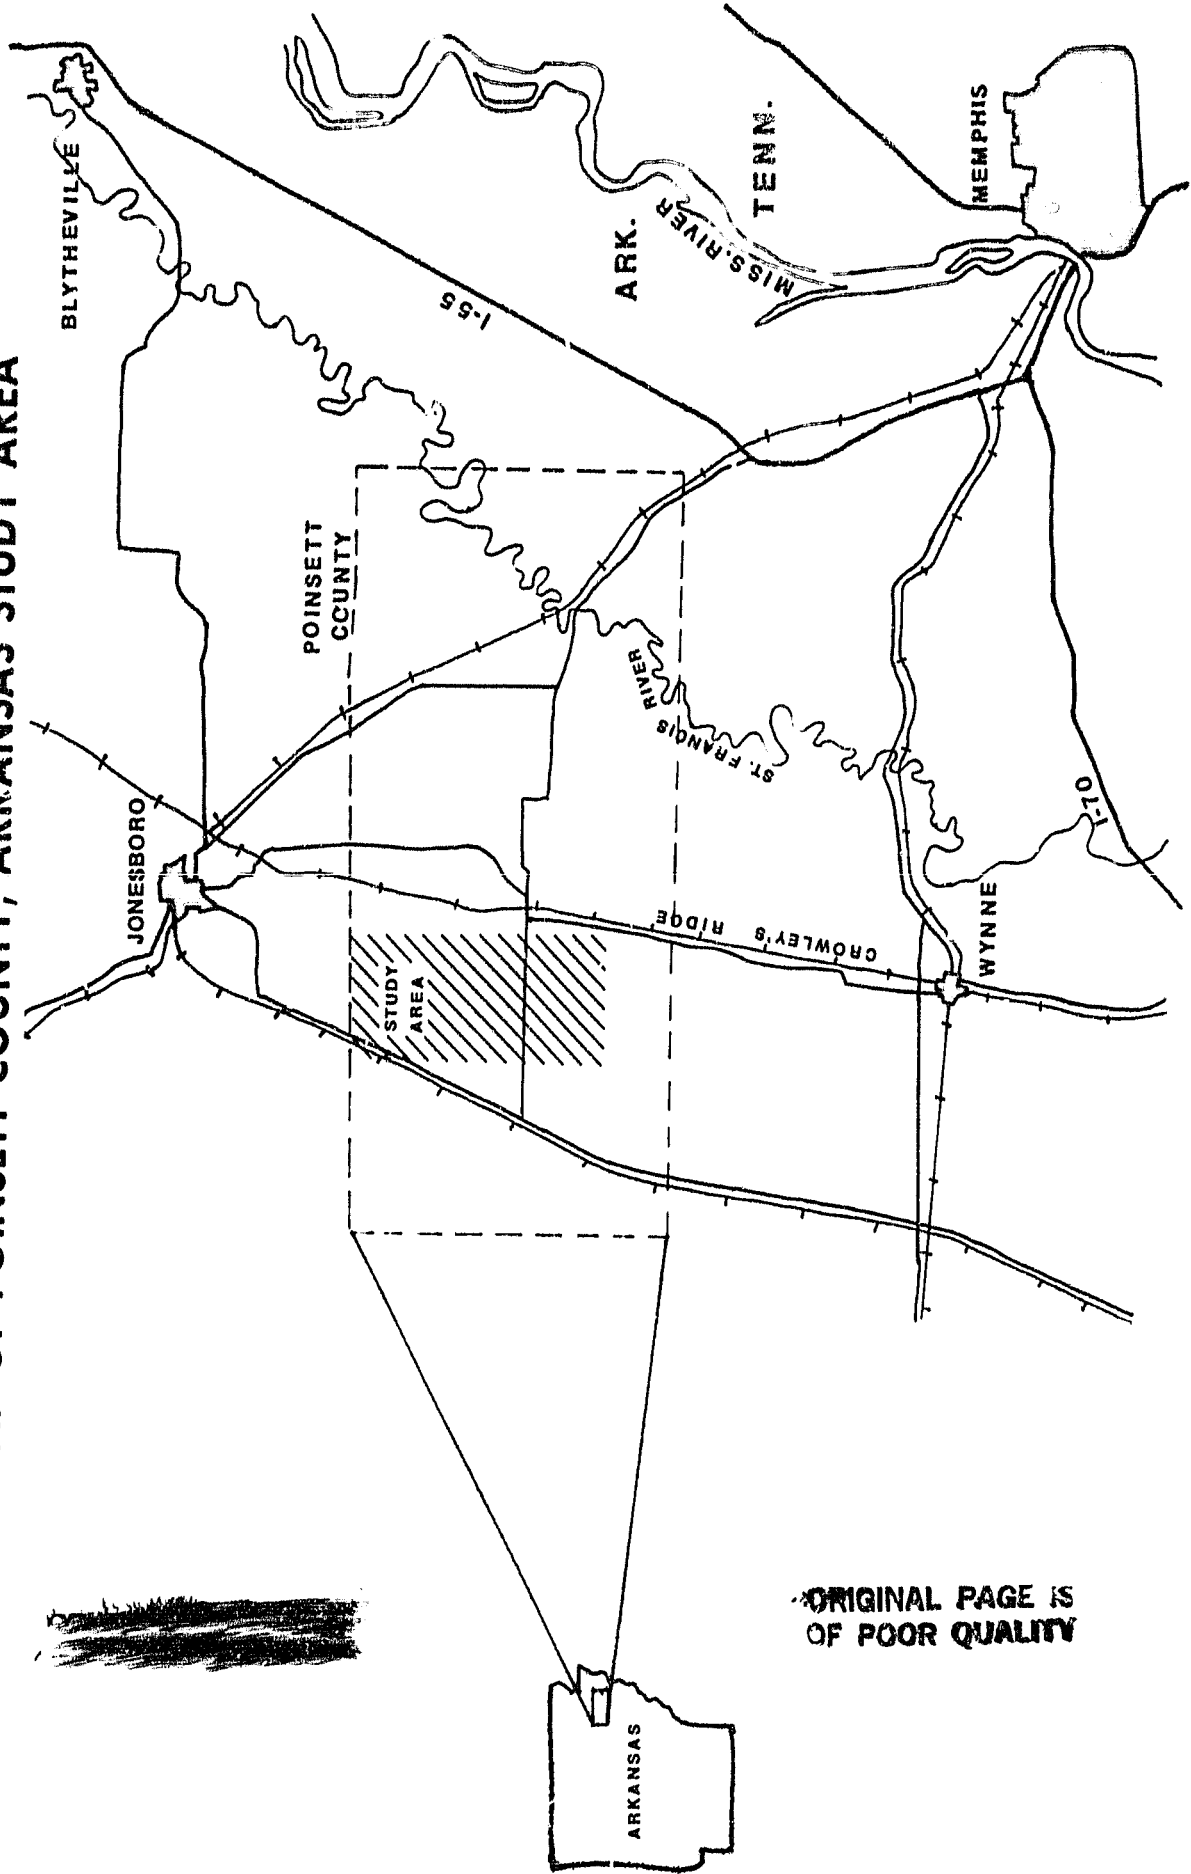 POINSETT COUNTY, ARKANSAS STUDY AREA
BLYTHEVILLE
JONESBORO
I-55
POINSETT
COUNTY
ARK.
TENN.
MISS. RIVER
MEMPHIS
STUDY
AREA
ST. FRANCIS
RIVER
CROWLEY'S RIDGE
WYNNE
I-70
ARKANSAS
ORIGINAL PAGE IS
OF POOR QUALITY